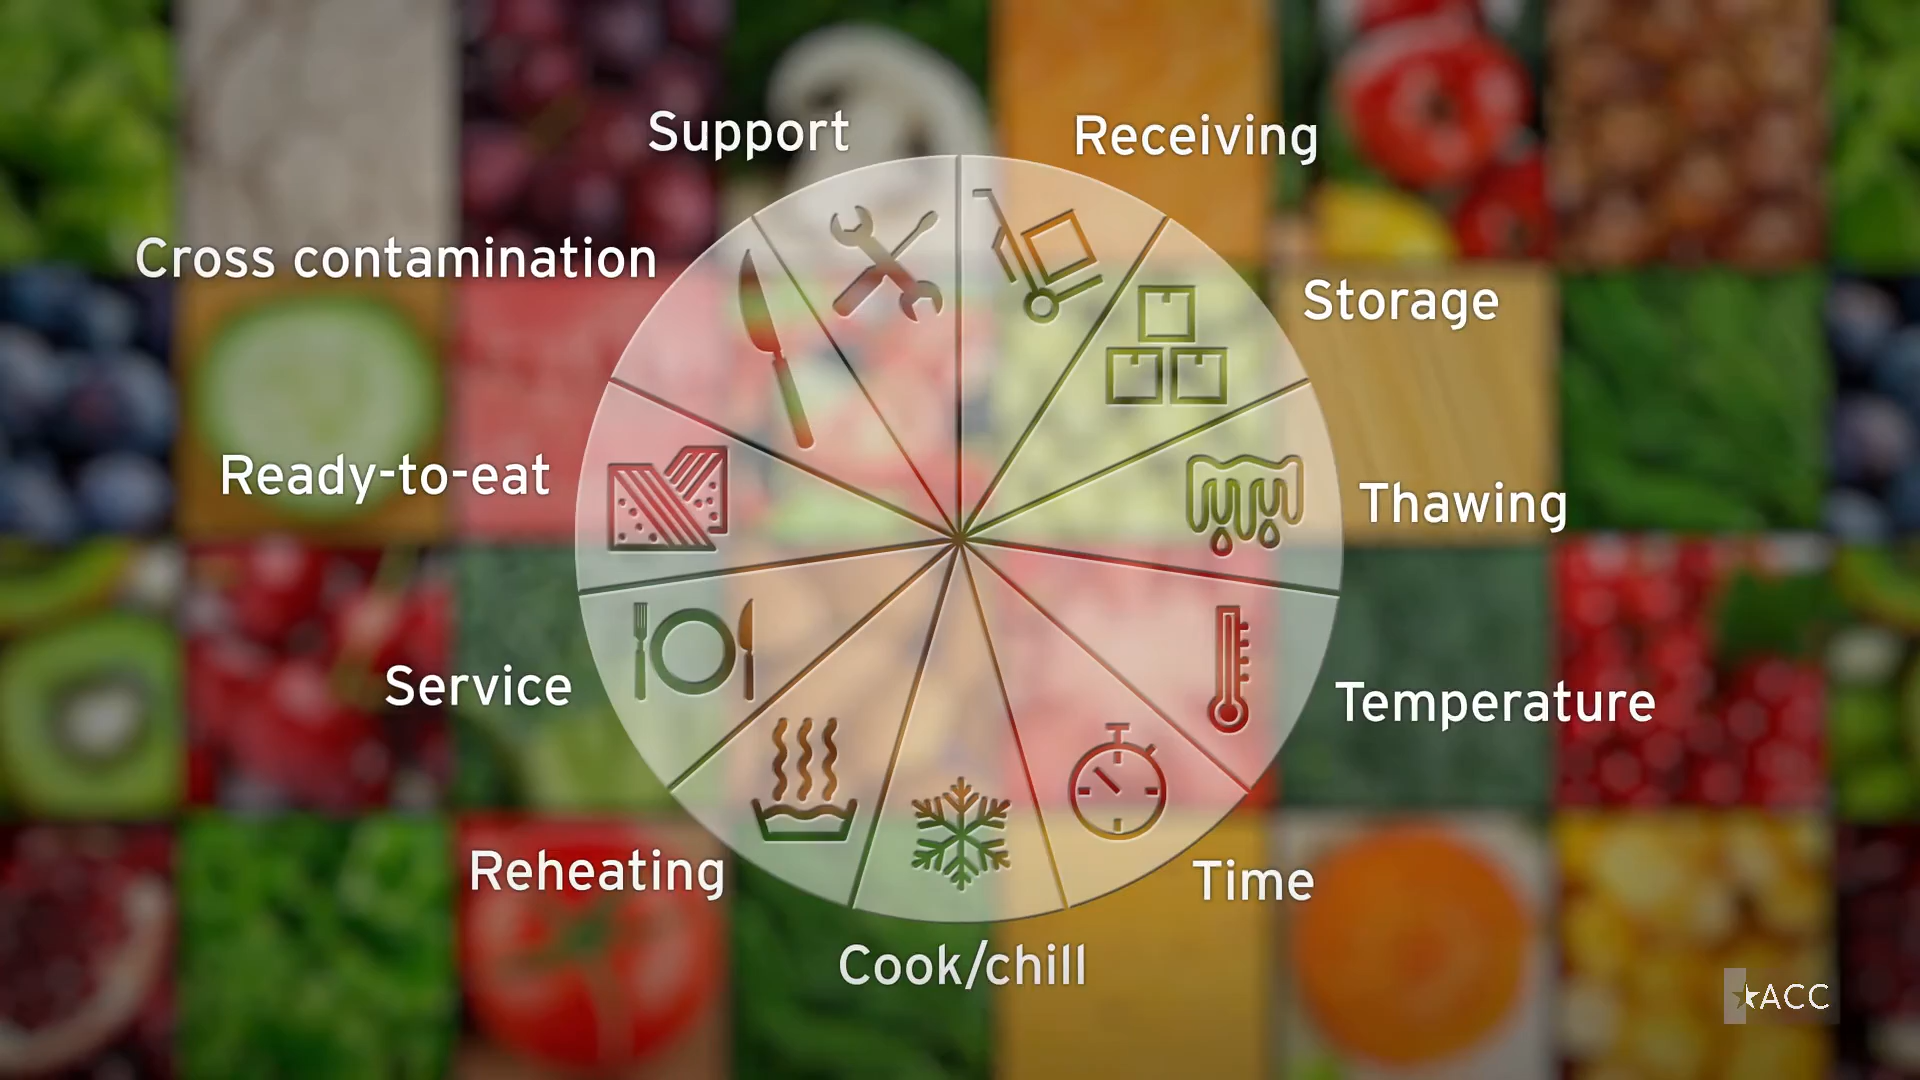 Support
Receiving
Cross contamination
Storage
Ready-to-eat
Thawing
Service
Temperature
Reheating
Time
Cook/chill
ACC